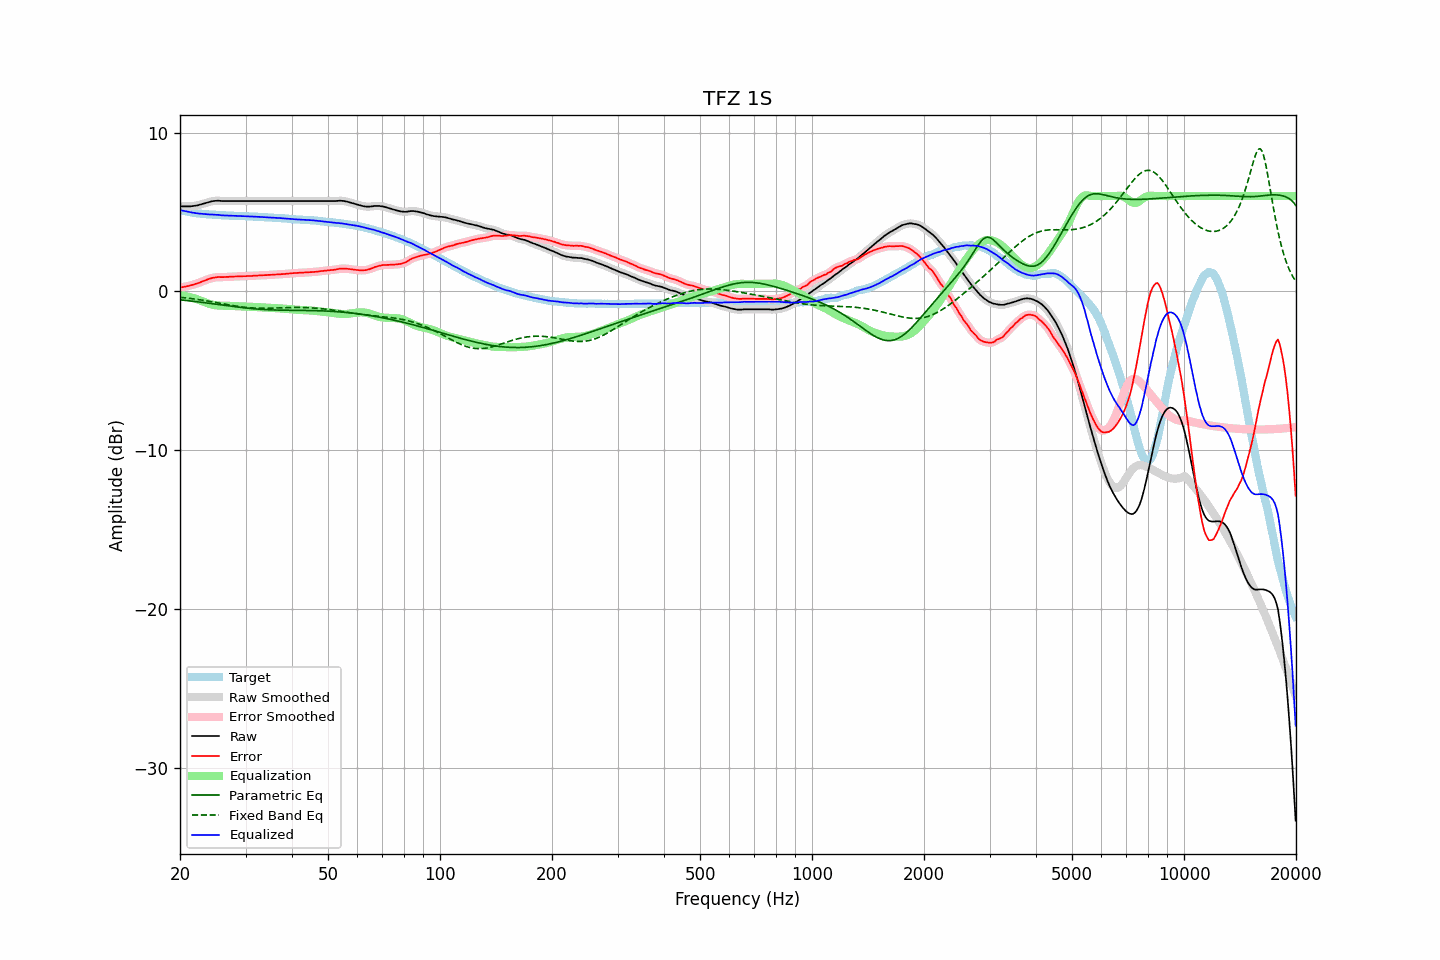 TFZ 1S
Amplitude (dBr)
10
0
−10
−20
−30
Target
Raw Smoothed
Error Smoothed
Raw
Error
Equalization
Parametric Eq
Fixed Band Eq
Equalized
20 50 100 200 500 1000 2000 5000 10000 20000
Frequency (Hz)